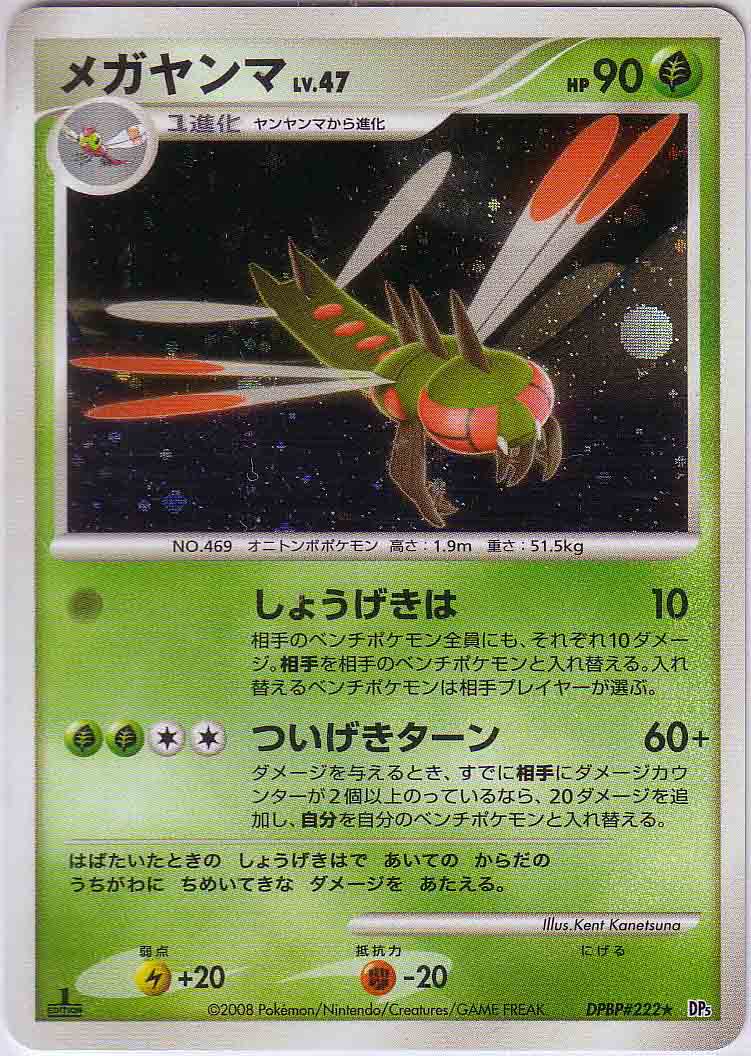 メガヤンマ LV.47 HP 90
1進化 ヤンヤンマから進化
NO.469 オニトンボポケモン 高さ:1.9m 重さ:51.5kg
しょうげきは 10
相手のベンチポケモン全員にも、それぞれ10ダメー
ジ。相手を相手のベンチポケモンと入れ替える。入れ
替えるベンチポケモンは相手プレイヤーが選ぶ。
ついげきターン 60+
ダメージを与えるとき、すでに相手にダメージカウ
ンターが2個以上のっているなら、20ダメージを追
加し、自分を自分のベンチポケモンと入れ替える。
はばたいたときの しょうげきはで あいての からだの
うちがわに ちめいてきな ダメージを あたえる。
Illus.Kent Kanetsuna
弱点 抵抗力 にげる
+20 -20
1 EDITION
©2008 Pokémon/Nintendo/Creatures/GAME FREAK DPBP#222★ DP5